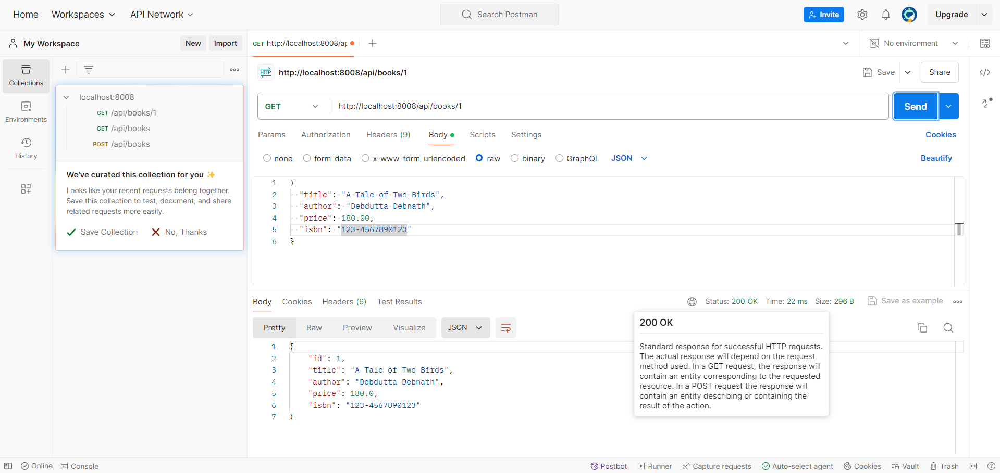 Home Workspaces API Network Search Postman Invite Upgrade
My Workspace New Import GET http://localhost:8008/ap No environment
Collections
Environments
History
localhost:8008
GET /api/books/1
GET /api/books
POST /api/books
We've curated this collection for you ✨
Looks like your recent requests belong together.
Save this collection to test, document, and share
related requests more easily.
Save Collection No, Thanks
HTTP http://localhost:8008/api/books/1 Save Share
GET http://localhost:8008/api/books/1 Send
Params Authorization Headers (9) Body Scripts Settings Cookies
none form-data x-www-form-urlencoded raw binary GraphQL JSON Beautify
1 {
2 "title": "A Tale of Two Birds",
3 "author": "Debdutta Debnath",
4 "price": 180.00,
5 "isbn": "123-4567890123"
6 }
Body Cookies Headers (6) Test Results Status: 200 OK Time: 22 ms Size: 296 B Save as example
Pretty Raw Preview Visualize JSON
1 {
2 "id": 1,
3 "title": "A Tale of Two Birds",
4 "author": "Debdutta Debnath",
5 "price": 180.0,
6 "isbn": "123-4567890123"
7 }
200 OK
Standard response for successful HTTP requests.
The actual response will depend on the request
method used. In a GET request, the response will
contain an entity corresponding to the requested
resource. In a POST request the response will
contain an entity describing or containing the
result of the action.
Online Console Postbot Runner Capture requests Auto-select agent Cookies Vault Trash